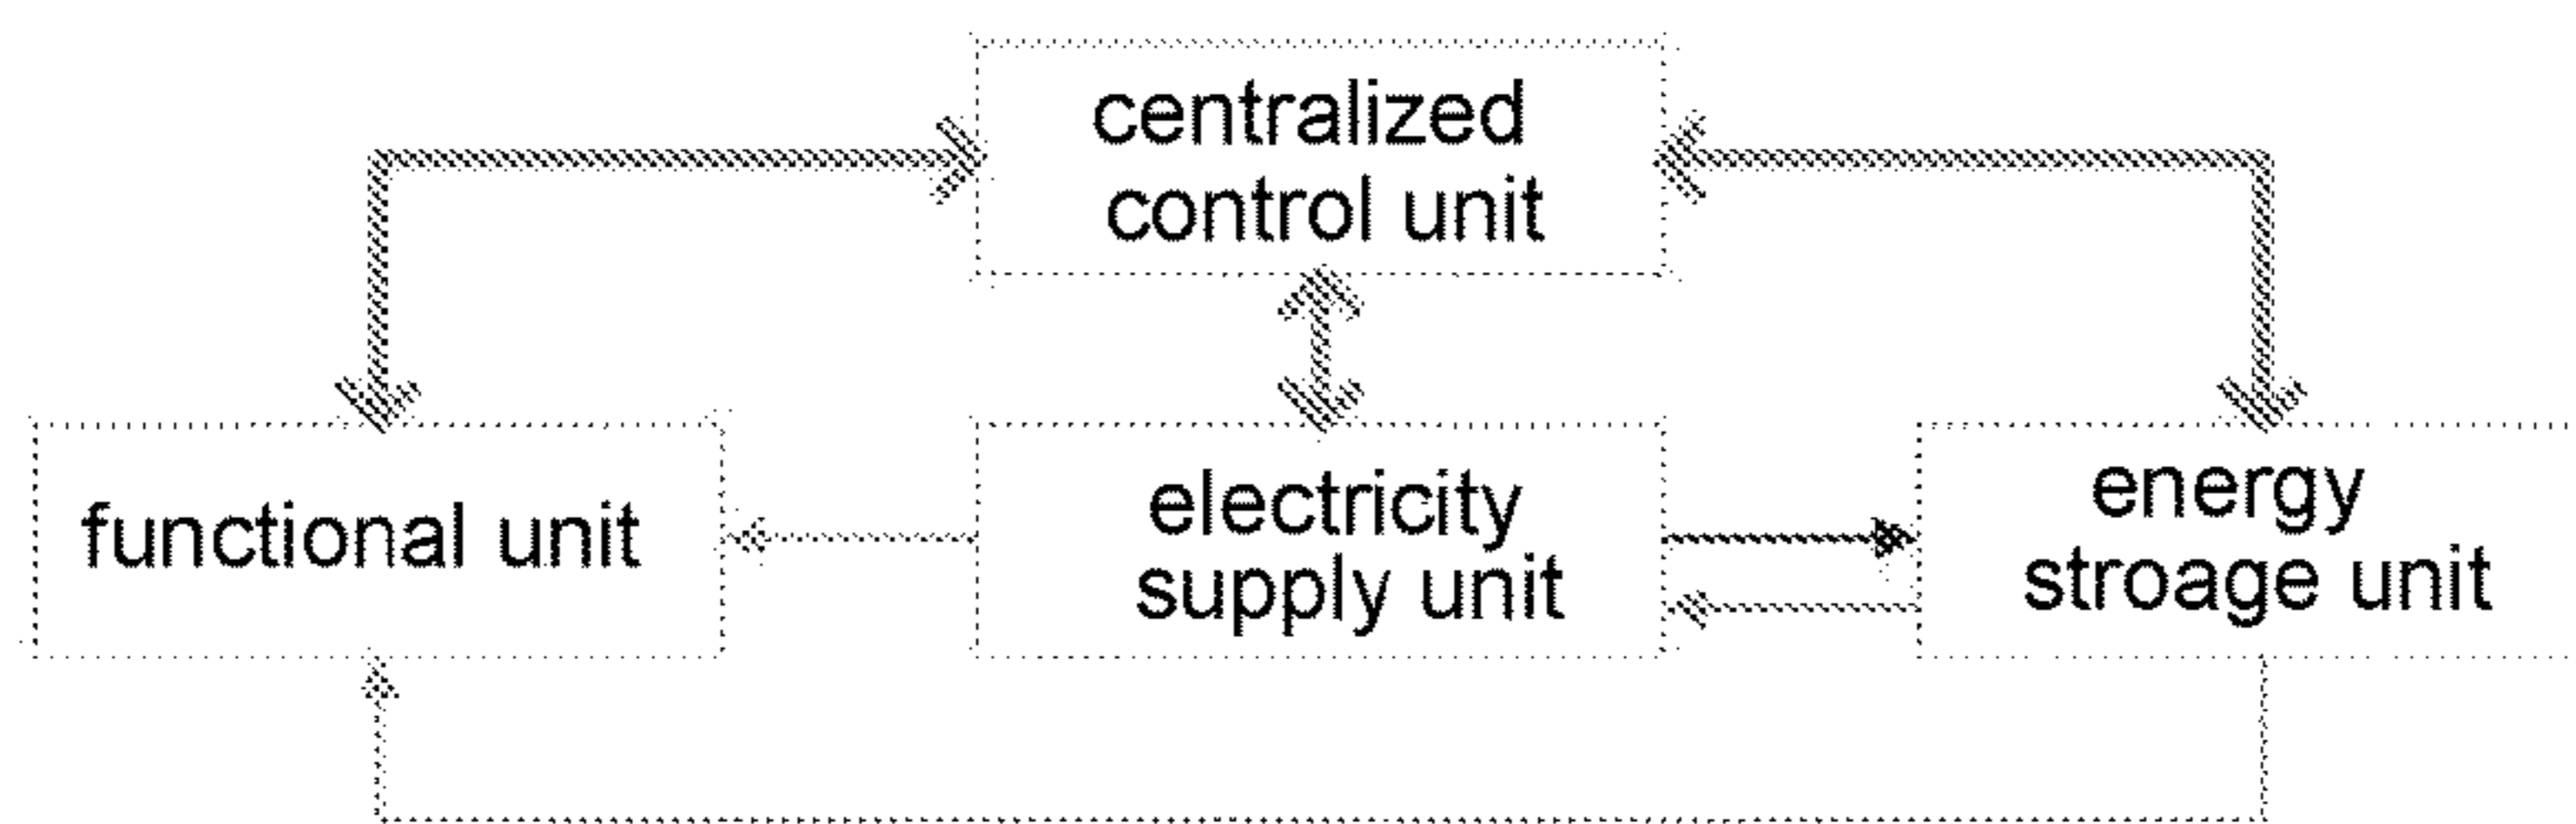 centralized
control unit
functional unit
electricity
supply unit
energy
stroage unit